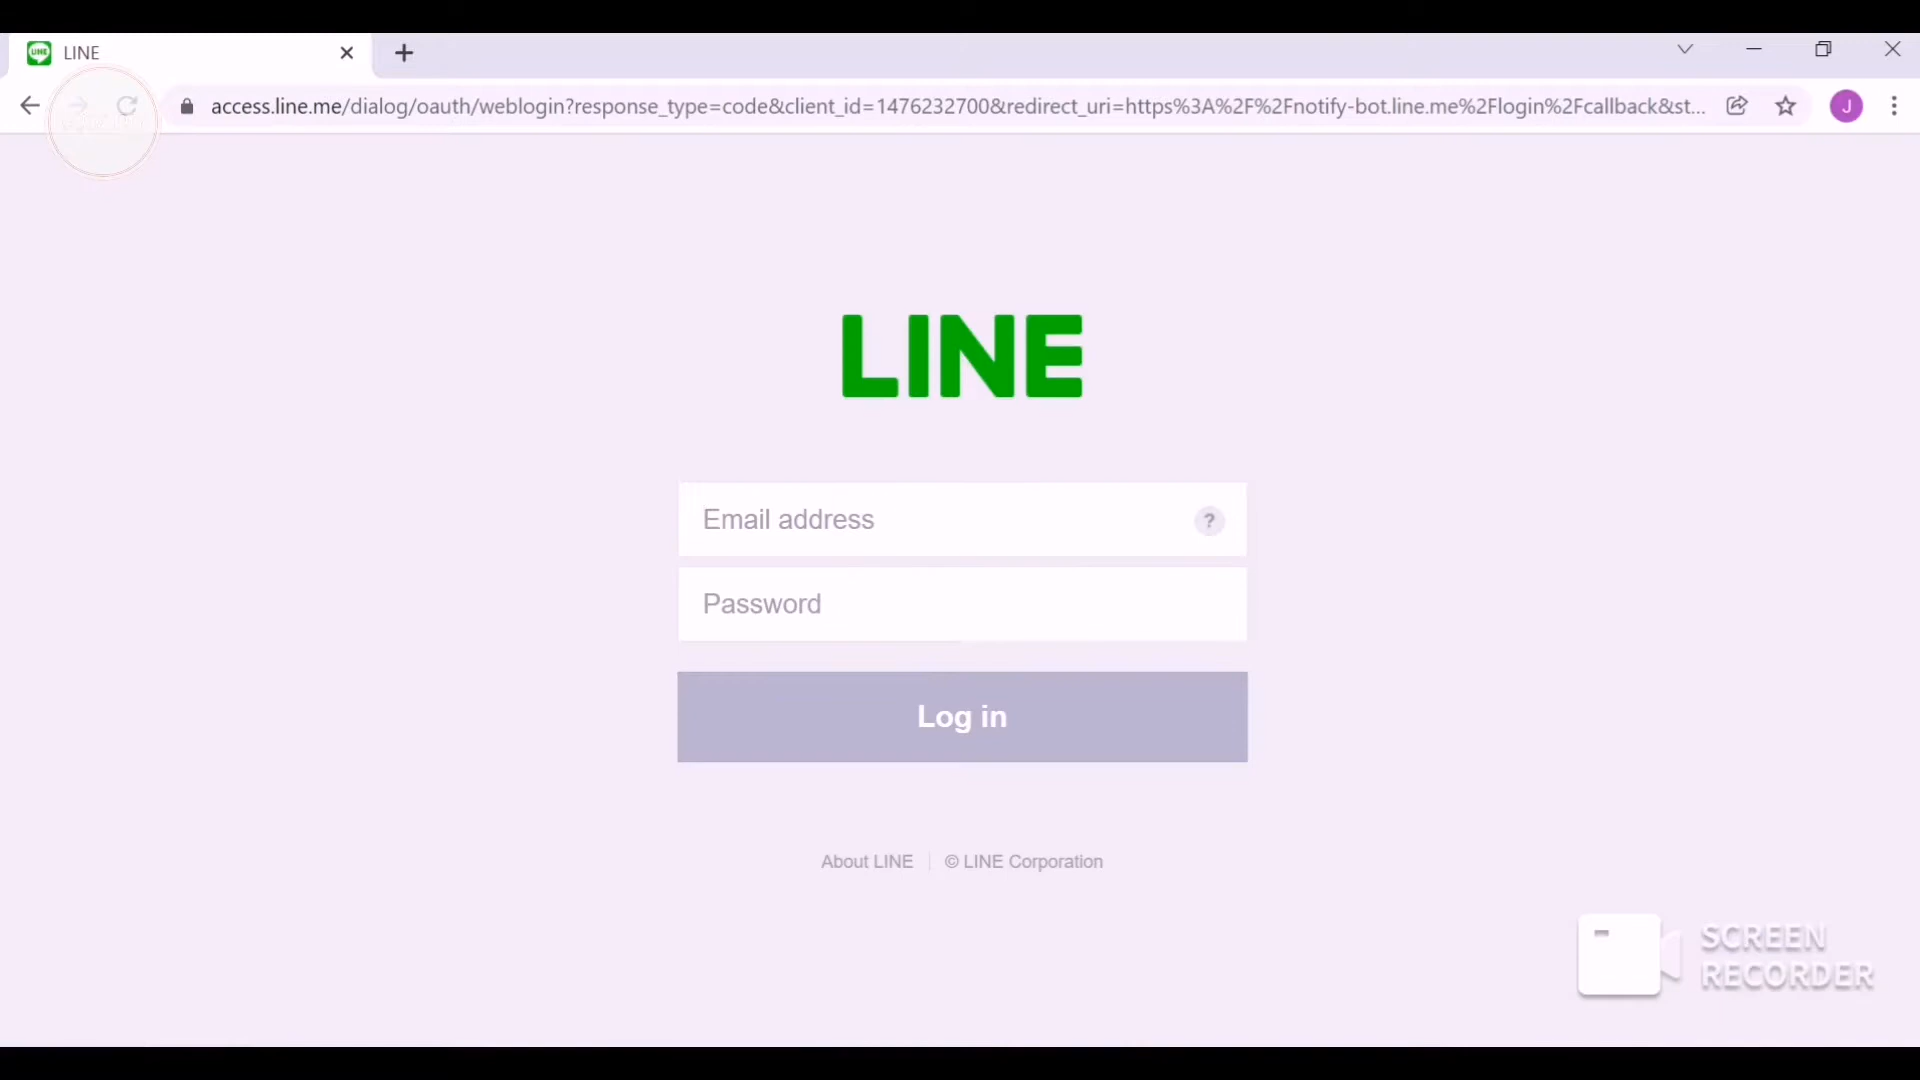 LINE
access.line.me/dialog/oauth/weblogin?response_type=code&client_id=1476232700&redirect_uri=https%3A%2F%2Fnotify-bot.line.me%2Flogin%2Fcallback&st...
J
LINE
Email address
?
Password
Log in
About LINE
© LINE Corporation
SCREEN
RECORDER